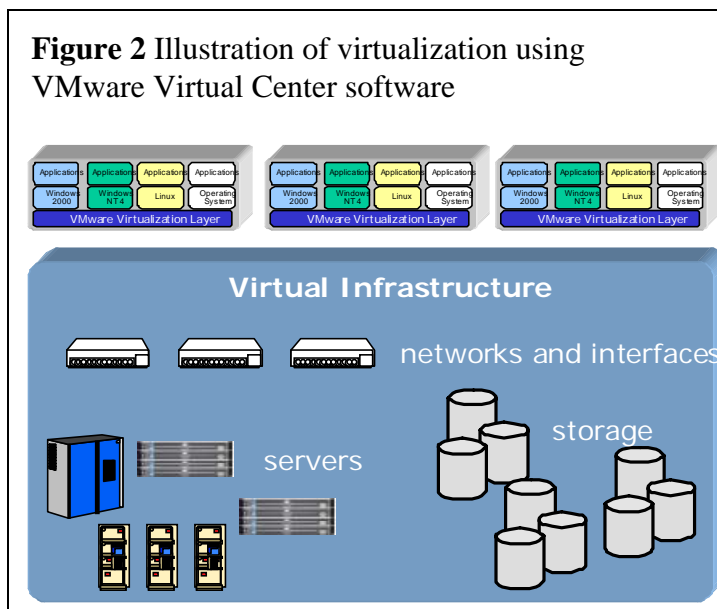 Figure 2 Illustration of virtualization using
VMware Virtual Center software
Applications Applications Applications Applications
Windows 2000 Windows NT4 Linux Operating System
VMware Virtualization Layer
Applications Applications Applications Applications
Windows 2000 Windows NT4 Linux Operating System
VMware Virtualization Layer
Applications Applications Applications Applications
Windows 2000 Windows NT4 Linux Operating System
VMware Virtualization Layer
Virtual Infrastructure
networks and interfaces
storage
servers